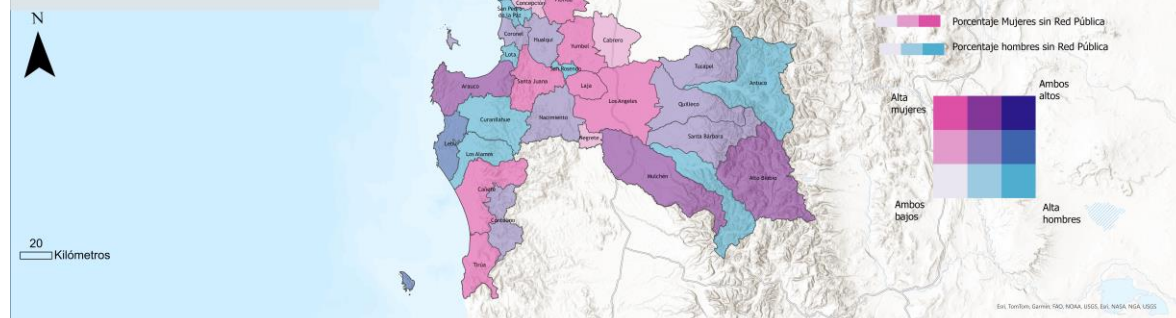 Concepción
San Pedro
de la Paz
Coronel
Hualqui
Yumbel
Cabrero
Lota
San Rosendo
Tucapel
Antuco
Arauco
Santa Juana
Laja
Los Angeles
Quilleco
Curanilahue
Nacimiento
Santa Bárbara
Negrete
Lebu
Los Alamos
Mulchen
Alto Biobio
Cañete
Contulmo
Tirúa
N
20
Kilómetros
Porcentaje Mujeres sin Red Pública
Porcentaje hombres sin Red Pública
Alta
mujeres
Ambos
altos
Ambos
bajos
Alta
hombres
Esri, TomTom, Garmin, FAO, NOAA, USGS, Esri, NASA, NGA, USGS